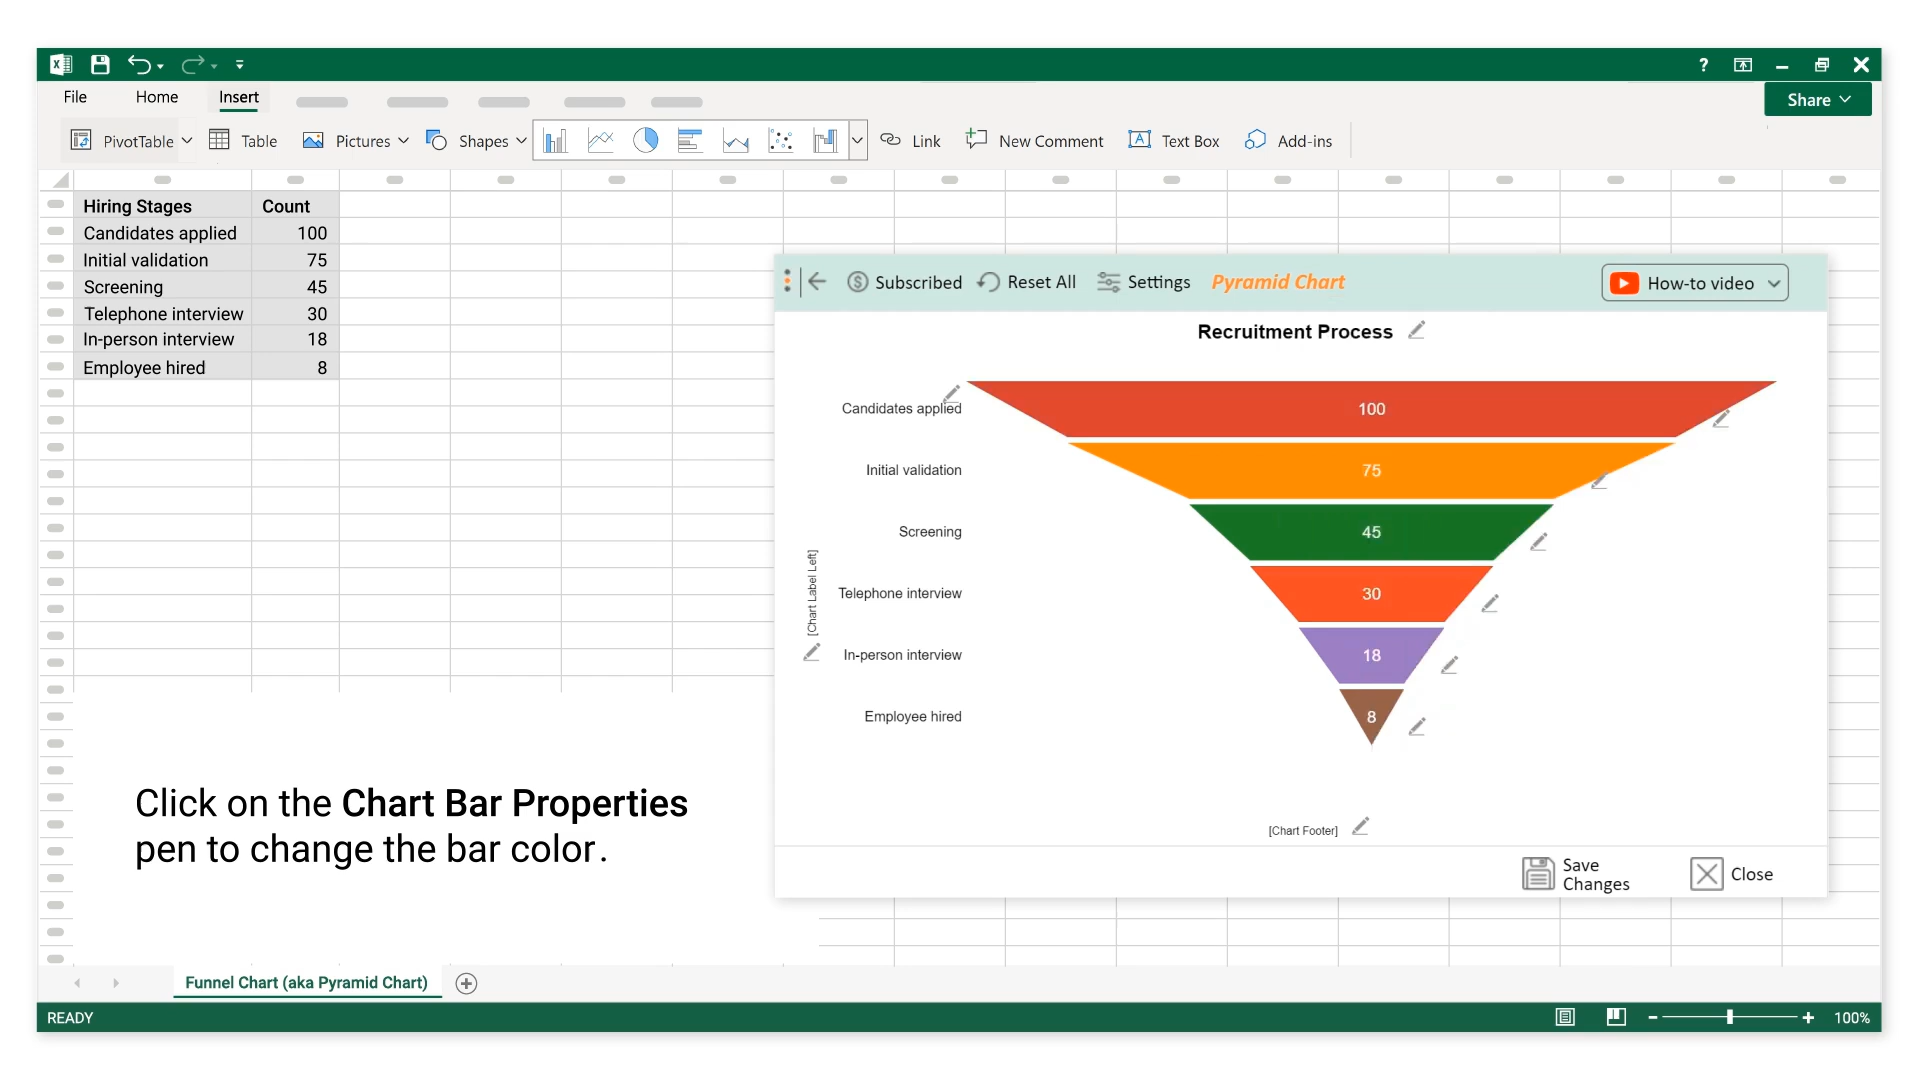 File Home Insert
Share
PivotTable Table Pictures Shapes Link New Comment Text Box Add-ins
Hiring Stages Count
Candidates applied 100
Initial validation 75
Screening 45
Telephone interview 30
In-person interview 18
Employee hired 8
Subscribed Reset All Settings Pyramid Chart How-to video
Recruitment Process
Candidates applied 100
Initial validation 75
Screening 45
Telephone interview 30
In-person interview 18
Employee hired 8
[Chart Label Left]
[Chart Footer]
Save
Changes
Close
Click on the Chart Bar Properties
pen to change the bar color.
Funnel Chart (aka Pyramid Chart)
READY
100%